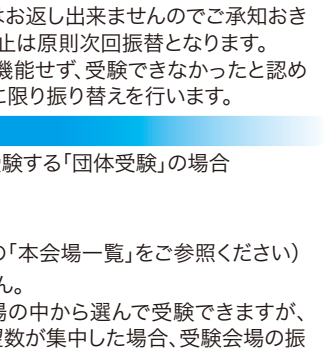 はお返し出来ませんのでご承知おき
止は原則次回振替となります。
機能せず、受験できなかったと認め
に限り振り替えを行います。
験する「団体受験」の場合
の「本会場一覧」をご参照ください）
ん。
場の中から選んで受験できますが、
望数が集中した場合、受験会場の振